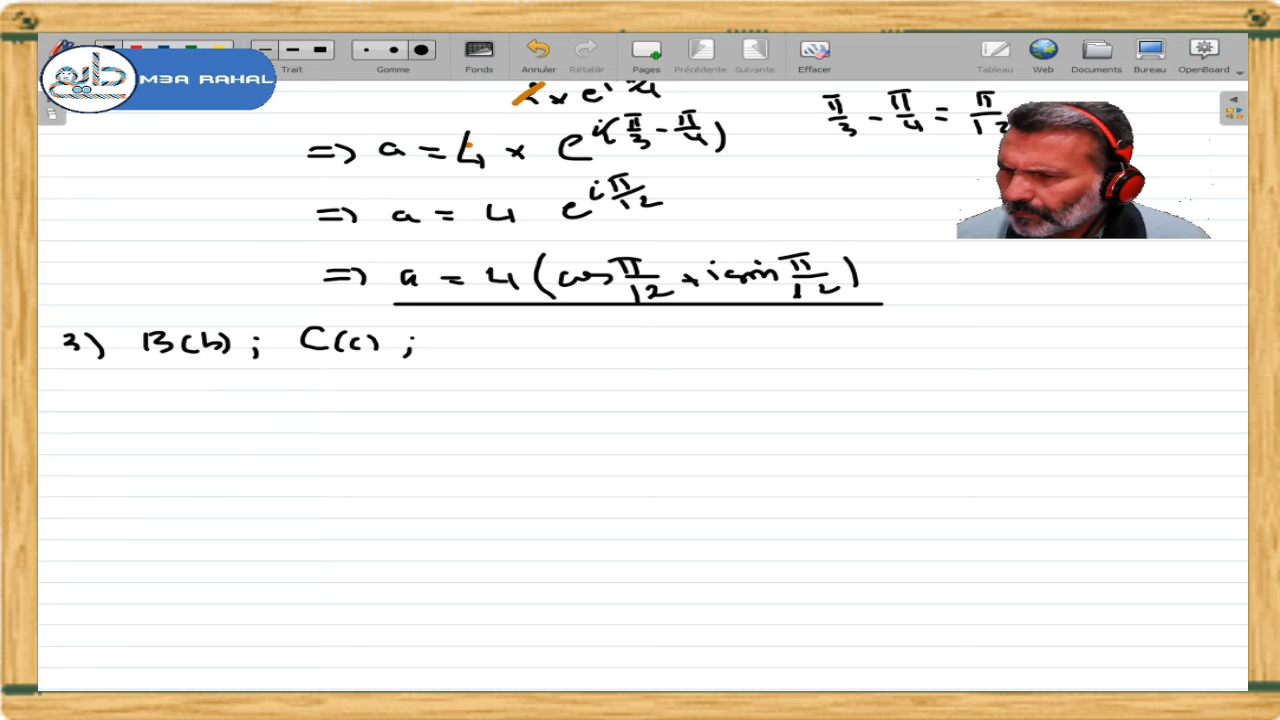 Trait
Gomme
Fonds
Annuler
Rétablir
Pages
Précédente
Suivante
Effacer
Tableau
Web
Documents
Bureau
OpenBoard
M3A RAHAL
π/3 - π/4 = π/12
=> a = 4 × e^{i(π/3 - π/4)}
=> a = 4 e^{iπ/12}
=> a = 4 (cos π/12 + i sin π/12)
3) B(b) ; C(c) ;